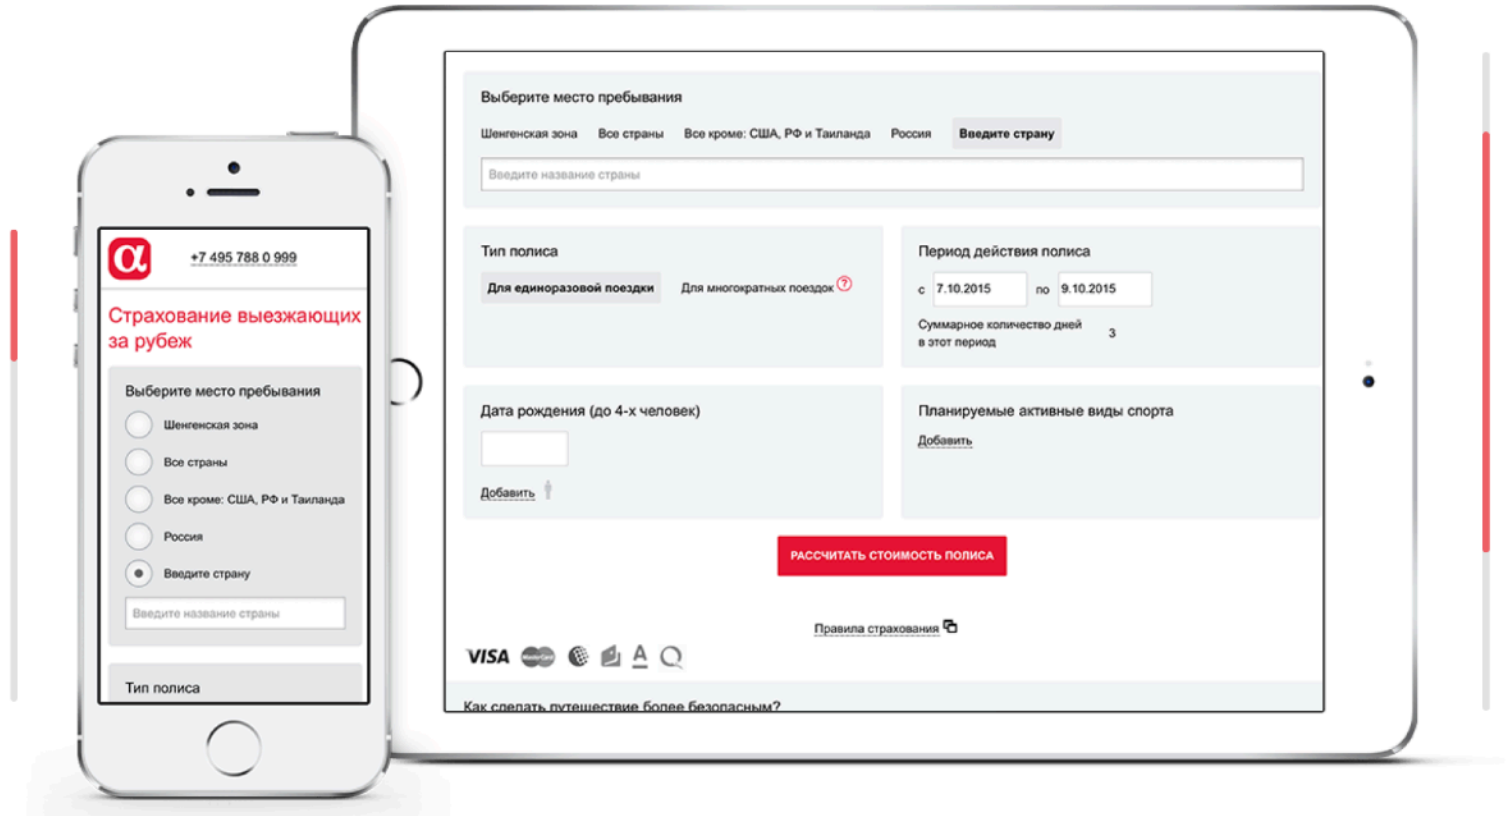 α
+7 495 788 0 999
Страхование выезжающих
за рубеж
Выберите место пребывания
Шенгенская зона
Все страны
Все кроме: США, РФ и Таиланда
Россия
Введите страну
Введите название страны
Тип полиса
Выберите место пребывания
Шенгенская зона Все страны Все кроме: США, РФ и Таиланда Россия Введите страну
Введите название страны
Тип полиса
Для единоразовой поездки Для многократных поездок ?
Период действия полиса
с 7.10.2015 по 9.10.2015
Суммарное количество дней
в этот период 3
Дата рождения (до 4-х человек)
Добавить
Планируемые активные виды спорта
Добавить
РАССЧИТАТЬ СТОИМОСТЬ ПОЛИСА
Правила страхования
VISA MasterCard A
Как сделать путешествие более безопасным?